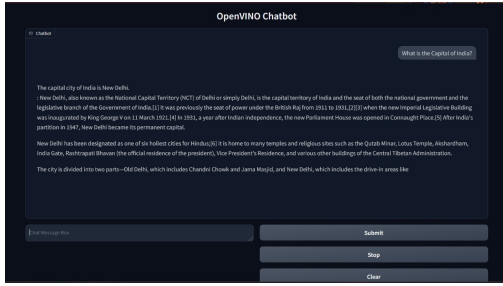 OpenVINO Chatbot
Chatbot
What is the Capital of India?
The capital city of India is New Delhi.
: New Delhi, also known as the National Capital Territory (NCT) of Delhi or simply Delhi, is the capital territory of India and the seat of both the national government and the
legislative branch of the Government of India.[1] It was previously the seat of power under the British Raj from 1911 to 1931,[2][3] when the new Imperial Legislative Building
was inaugurated by King George V on 11 March 1921.[4] In 1931, a year after Indian independence, the new Parliament House was opened in Connaught Place.[5] After India's
partition in 1947, New Delhi became its permanent capital.
New Delhi has been designated as one of six holiest cities for Hindus;[6] it is home to many temples and religious sites such as the Qutab Minar, Lotus Temple, Akshardham,
India Gate, Rashtrapati Bhavan (the official residence of the president), Vice President's Residence, and various other buildings of the Central Tibetan Administration.
The city is divided into two parts—Old Delhi, which includes Chandni Chowk and Jama Masjid, and New Delhi, which includes the drive-in areas like
Chat Message Box
Submit
Stop
Clear